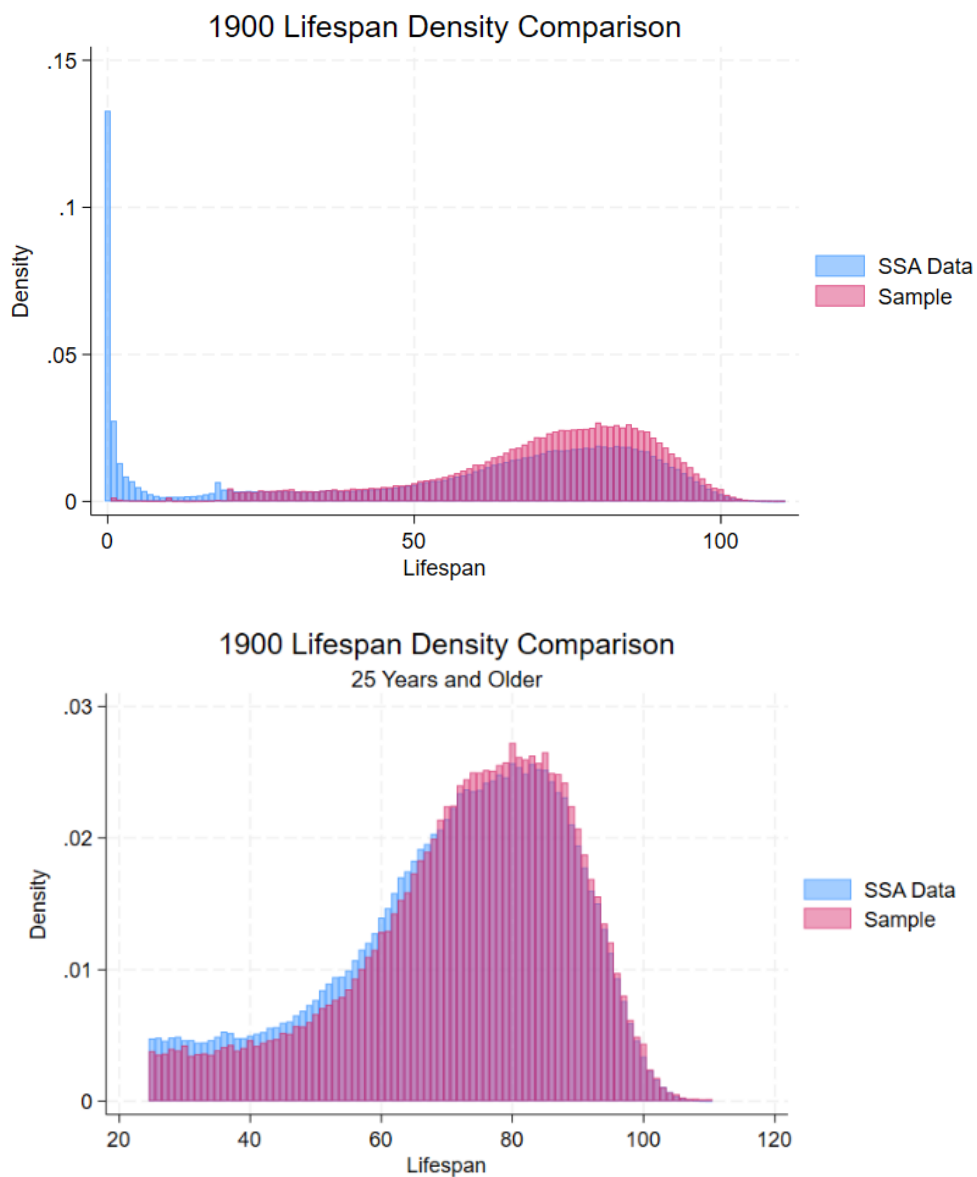 1900 Lifespan Density Comparison
.15
.1
.05
0
Density
0 50 100
Lifespan
SSA Data
Sample
1900 Lifespan Density Comparison
25 Years and Older
.03
.02
.01
0
Density
20 40 60 80 100 120
Lifespan
SSA Data
Sample